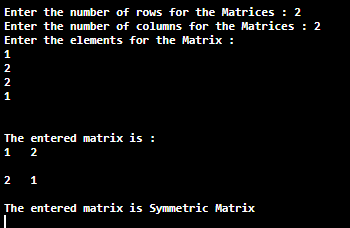 Enter the number of rows for the Matrices : 2
Enter the number of columns for the Matrices : 2
Enter the elements for the Matrix :
1
2
2
1
The entered matrix is :
1 2
2 1
The entered matrix is Symmetric Matrix